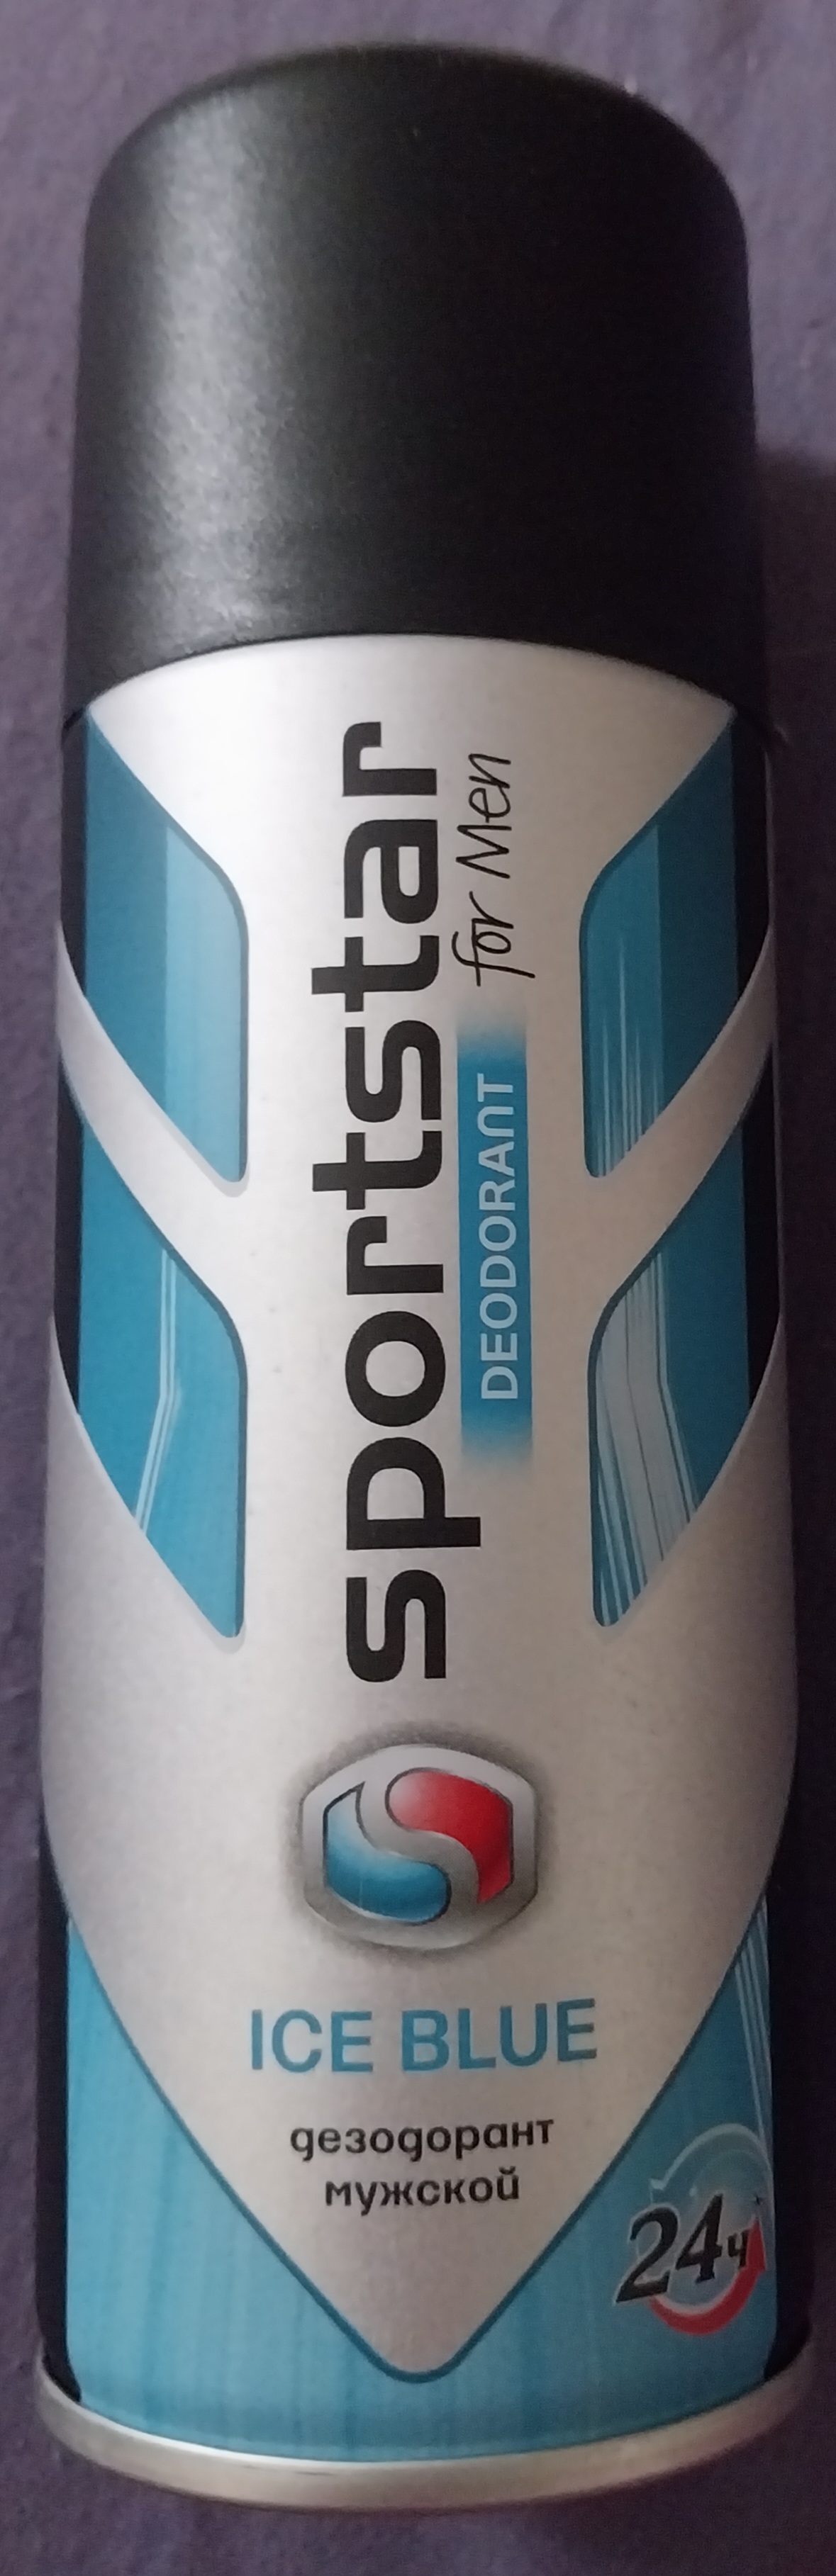 sportstar
for Men
DEODORANT
ICE BLUE
дезодорант
мужской
24ч*